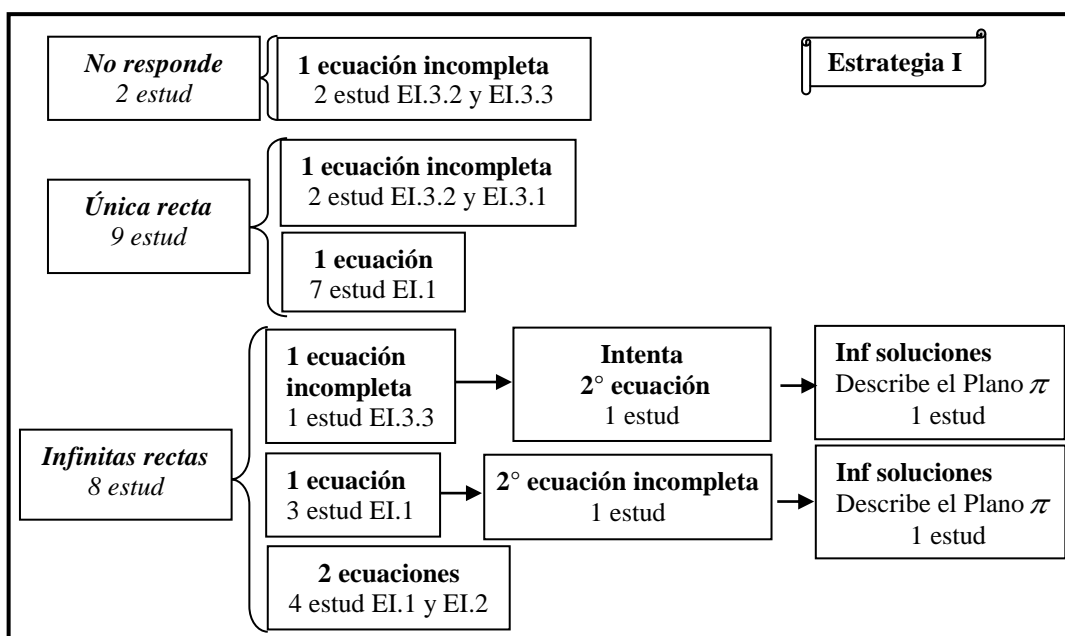 Estrategia I
No responde
2 estud
1 ecuación incompleta
2 estud EI.3.2 y EI.3.3
Única recta
9 estud
1 ecuación incompleta
2 estud EI.3.2 y EI.3.1
1 ecuación
7 estud EI.1
Infinitas rectas
8 estud
1 ecuación
incompleta
1 estud EI.3.3
Intenta
2° ecuación
1 estud
Inf soluciones
Describe el Plano π
1 estud
1 ecuación
3 estud EI.1
2° ecuación incompleta
1 estud
Inf soluciones
Describe el Plano π
1 estud
2 ecuaciones
4 estud EI.1 y EI.2